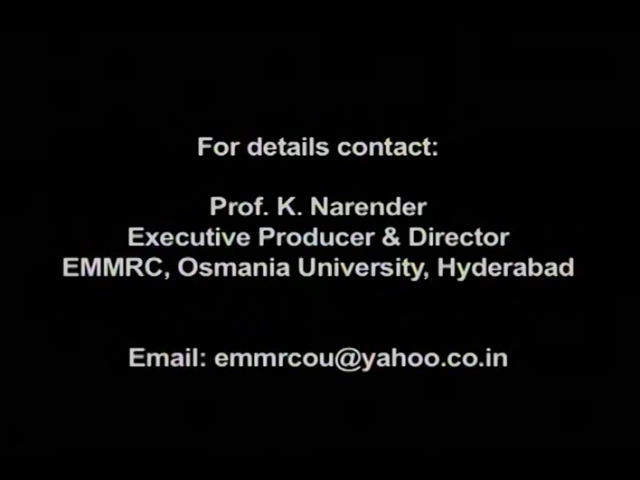 For details contact:
Prof. K. Narender
Executive Producer & Director
EMMRC, Osmania University, Hyderabad
Email: emmrcou@yahoo.co.in